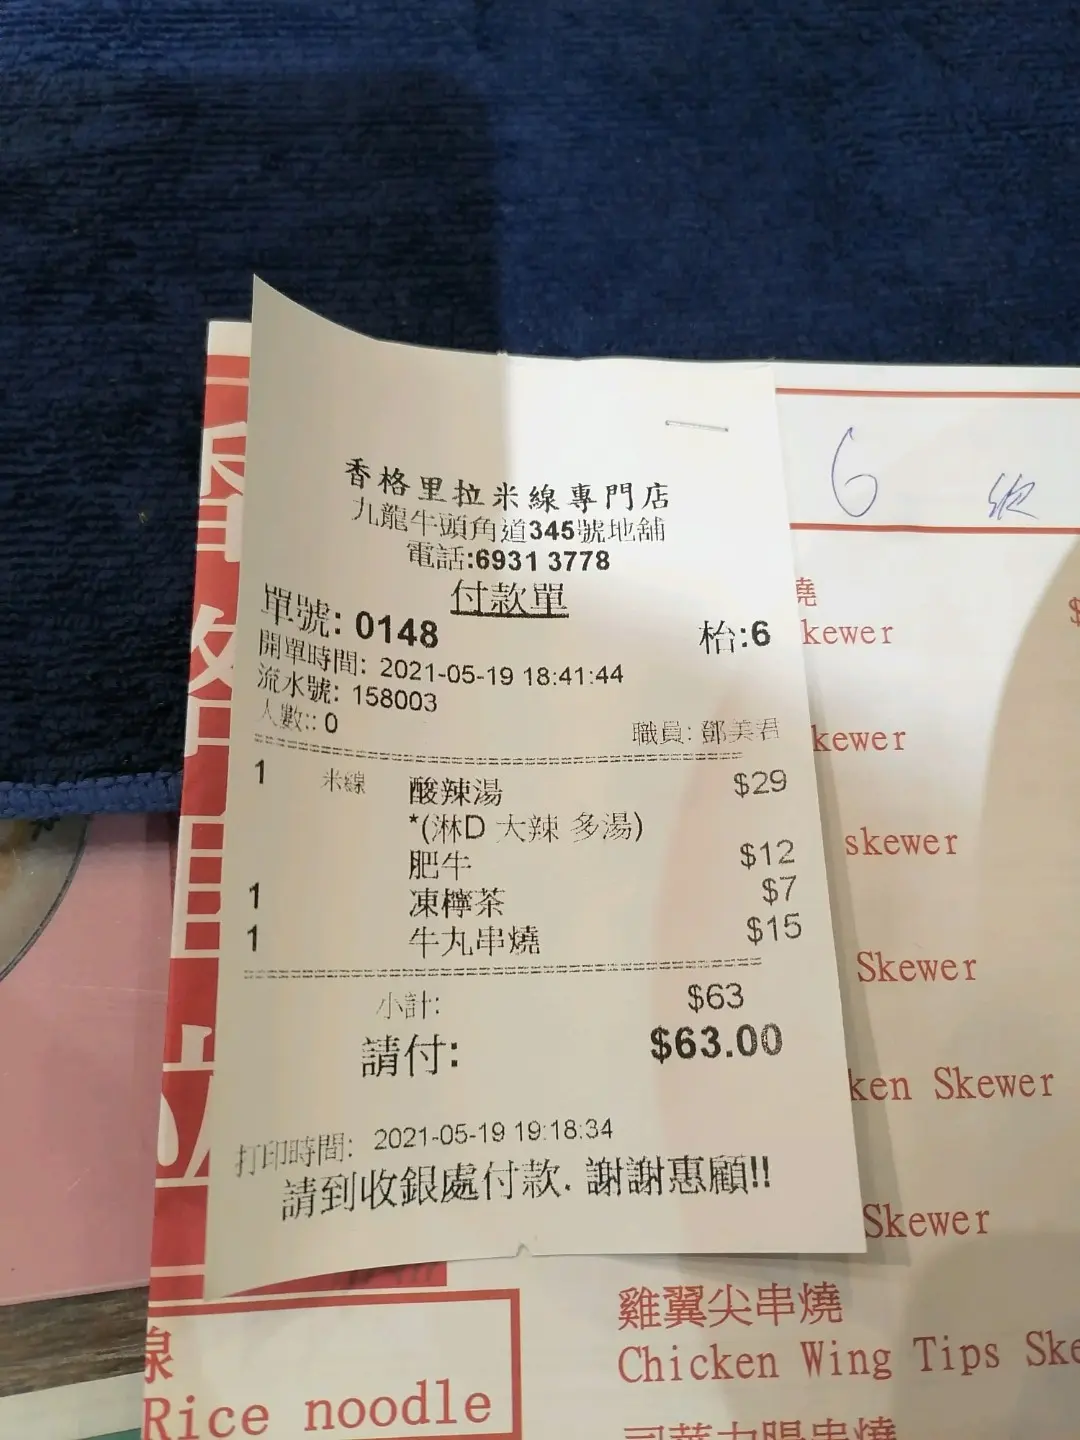 香格里拉米線專門店
九龍牛頭角道345號地舖
電話:6931 3778
付款單
單號: 0148 枱:6
開單時間: 2021-05-19 18:41:44
流水號: 158003
人數:: 0 職員: 鄧美君
1 米線 酸辣湯 $29
*(淋D 大辣 多湯)
肥牛 $12
1 凍檸茶 $7
1 牛丸串燒 $15
小計: $63
請付: $63.00
打印時間: 2021-05-19 19:18:34
請到收銀處付款. 謝謝惠顧!!
6
燒
kewer
kewer
skewer
Skewer
ken Skewer
Skewer
雞翼尖串燒
Chicken Wing Tips Ske
線
Rice noodle